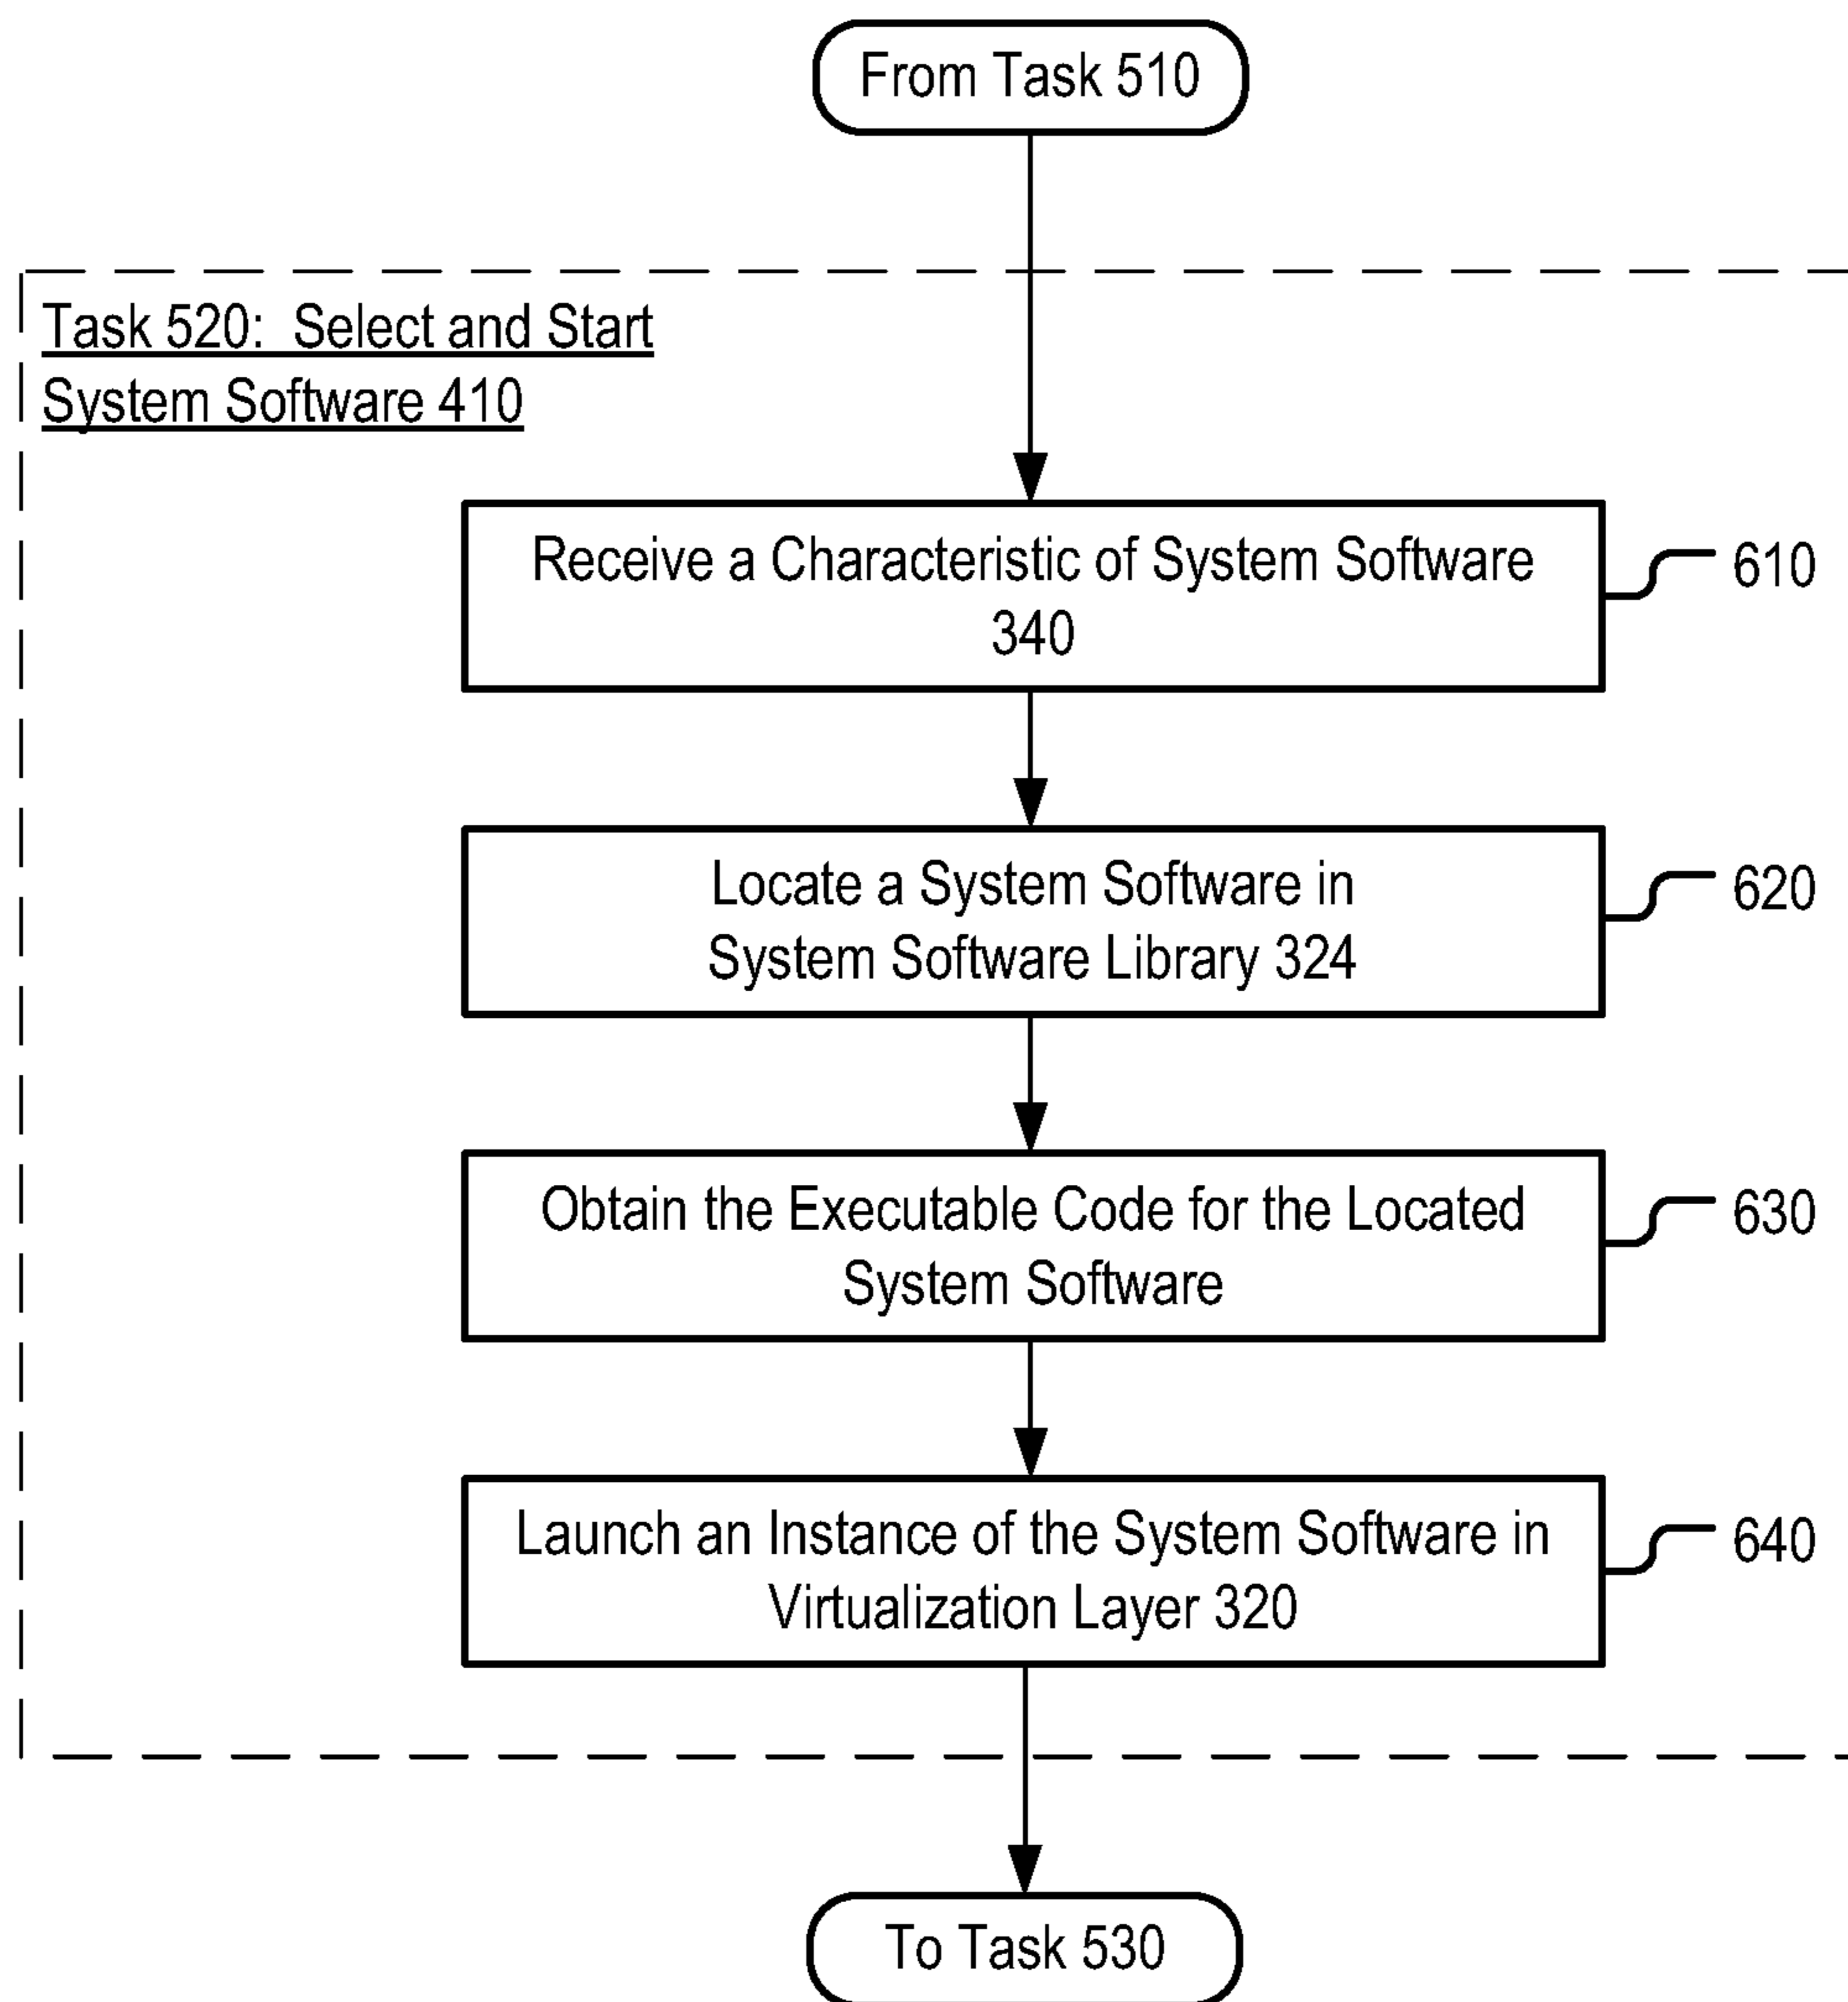 From Task 510
Task 520: Select and Start
System Software 410
Receive a Characteristic of System Software
340
610
Locate a System Software in
System Software Library 324
620
Obtain the Executable Code for the Located
System Software
630
Launch an Instance of the System Software in
Virtualization Layer 320
640
To Task 530